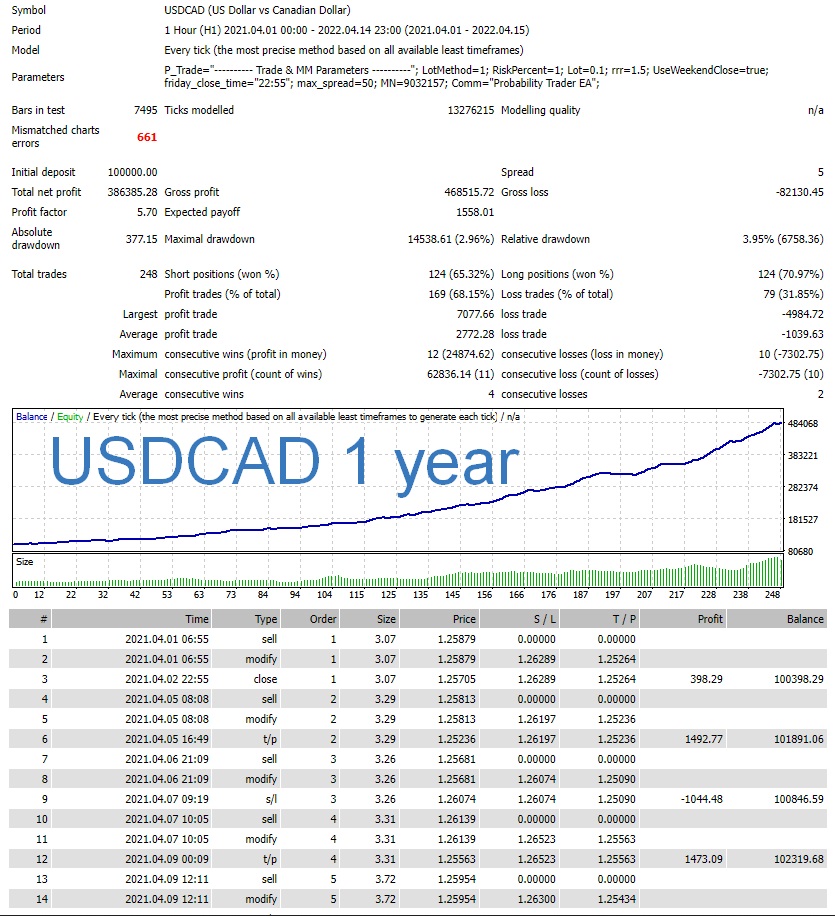 Symbol USDCAD (US Dollar vs Canadian Dollar)
Period 1 Hour (H1) 2021.04.01 00:00 - 2022.04.14 23:00 (2021.04.01 - 2022.04.15)
Model Every tick (the most precise method based on all available least timeframes)
Parameters P_Trade="---------- Trade & MM Parameters ----------"; LotMethod=1; RiskPercent=1; Lot=0.1; rrr=1.5; UseWeekendClose=true;
friday_close_time="22:55"; max_spread=50; MN=9032157; Comm="Probability Trader EA";
Bars in test 7495 Ticks modelled 13276215 Modelling quality n/a
Mismatched charts
errors 661
Initial deposit 100000.00 Spread 5
Total net profit 386385.28 Gross profit 468515.72 Gross loss -82130.45
Profit factor 5.70 Expected payoff 1558.01
Absolute
drawdown 377.15 Maximal drawdown 14538.61 (2.96%) Relative drawdown 3.95% (6758.36)
Total trades 248 Short positions (won %) 124 (65.32%) Long positions (won %) 124 (70.97%)
Profit trades (% of total) 169 (68.15%) Loss trades (% of total) 79 (31.85%)
Largest profit trade 7077.66 loss trade -4984.72
Average profit trade 2772.28 loss trade -1039.63
Maximum consecutive wins (profit in money) 12 (24874.62) consecutive losses (loss in money) 10 (-7302.75)
Maximal consecutive profit (count of wins) 62836.14 (11) consecutive loss (count of losses) -7302.75 (10)
Average consecutive wins 4 consecutive losses 2
Balance / Equity / Every tick (the most precise method based on all available least timeframes to generate each tick) / n/a
USDCAD 1 year
484068
383221
282374
181527
80680
Size
0 12 22 32 42 53 63 73 84 94 104 114 125 135 145 156 166 176 187 197 207 217 228 238 248
# Time Type Order Size Price S / L T / P Profit Balance
1 2021.04.01 06:55 sell 1 3.07 1.25879 0.00000 0.00000
2 2021.04.01 06:55 modify 1 3.07 1.25879 1.26289 1.25264
3 2021.04.02 22:55 close 1 3.07 1.25705 1.26289 1.25264 398.29 100398.29
4 2021.04.05 08:08 sell 2 3.29 1.25813 0.00000 0.00000
5 2021.04.05 08:08 modify 2 3.29 1.25813 1.26197 1.25236
6 2021.04.05 16:49 t/p 2 3.29 1.25236 1.26197 1.25236 1492.77 101891.06
7 2021.04.06 21:09 sell 3 3.26 1.25681 0.00000 0.00000
8 2021.04.06 21:09 modify 3 3.26 1.25681 1.26074 1.25090
9 2021.04.07 09:19 s/l 3 3.26 1.26074 1.26074 1.25090 -1044.48 100846.59
10 2021.04.07 10:05 sell 4 3.31 1.26139 0.00000 0.00000
11 2021.04.07 10:05 modify 4 3.31 1.26139 1.26523 1.25563
12 2021.04.09 00:09 t/p 4 3.31 1.25563 1.26523 1.25563 1473.09 102319.68
13 2021.04.09 12:11 sell 5 3.72 1.25954 0.00000 0.00000
14 2021.04.09 12:11 modify 5 3.72 1.25954 1.26300 1.25434